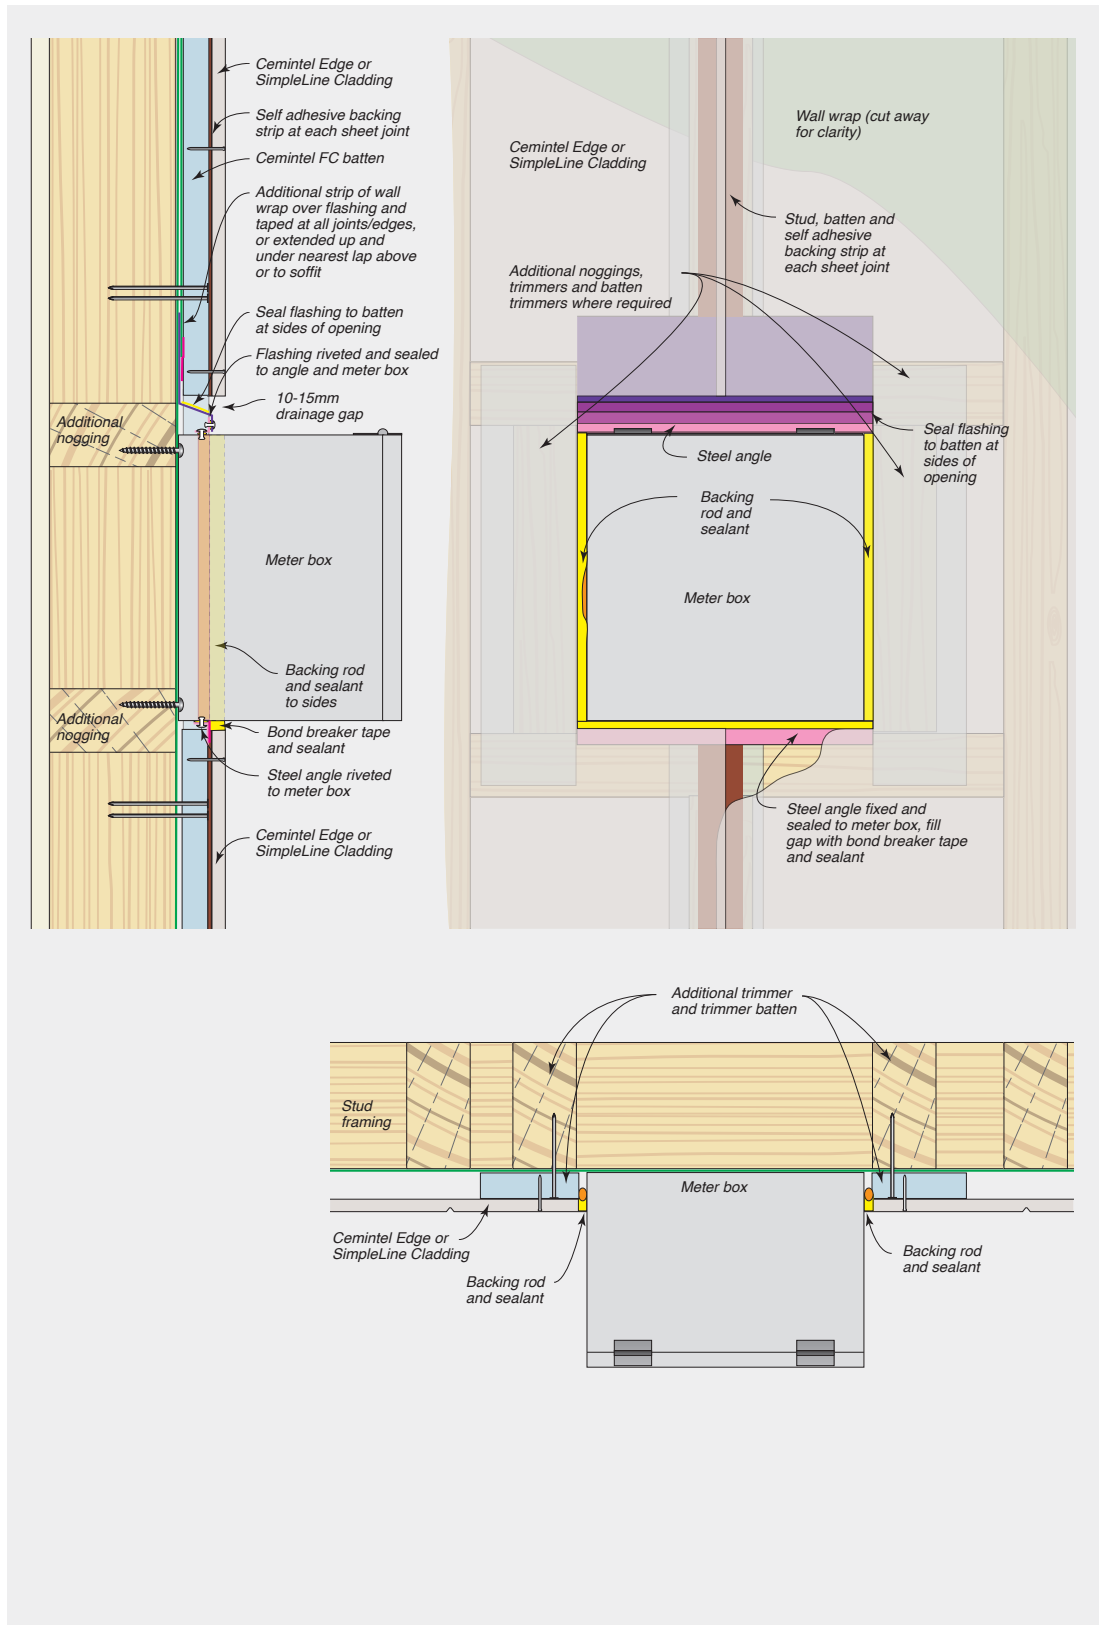 Cemintel Edge or
SimpleLine Cladding
Self adhesive backing
strip at each sheet joint
Cemintel FC batten
Additional strip of wall
wrap over flashing and
taped at all joints/edges,
or extended up and
under nearest lap above
or to soffit
Seal flashing to batten
at sides of opening
Flashing riveted and sealed
to angle and meter box
10-15mm
drainage gap
Additional
nogging
Meter box
Backing rod
and sealant
to sides
Additional
nogging
Bond breaker tape
and sealant
Steel angle riveted
to meter box
Cemintel Edge or
SimpleLine Cladding
Wall wrap (cut away
for clarity)
Cemintel Edge or
SimpleLine Cladding
Stud, batten and
self adhesive
backing strip at
each sheet joint
Additional noggings,
trimmers and batten
trimmers where required
Seal flashing
to batten at
sides of
opening
Steel angle
Backing
rod and
sealant
Meter box
Steel angle fixed and
sealed to meter box, fill
gap with bond breaker tape
and sealant
Additional trimmer
and trimmer batten
Stud
framing
Meter box
Cemintel Edge or
SimpleLine Cladding
Backing rod
and sealant
Backing rod
and sealant